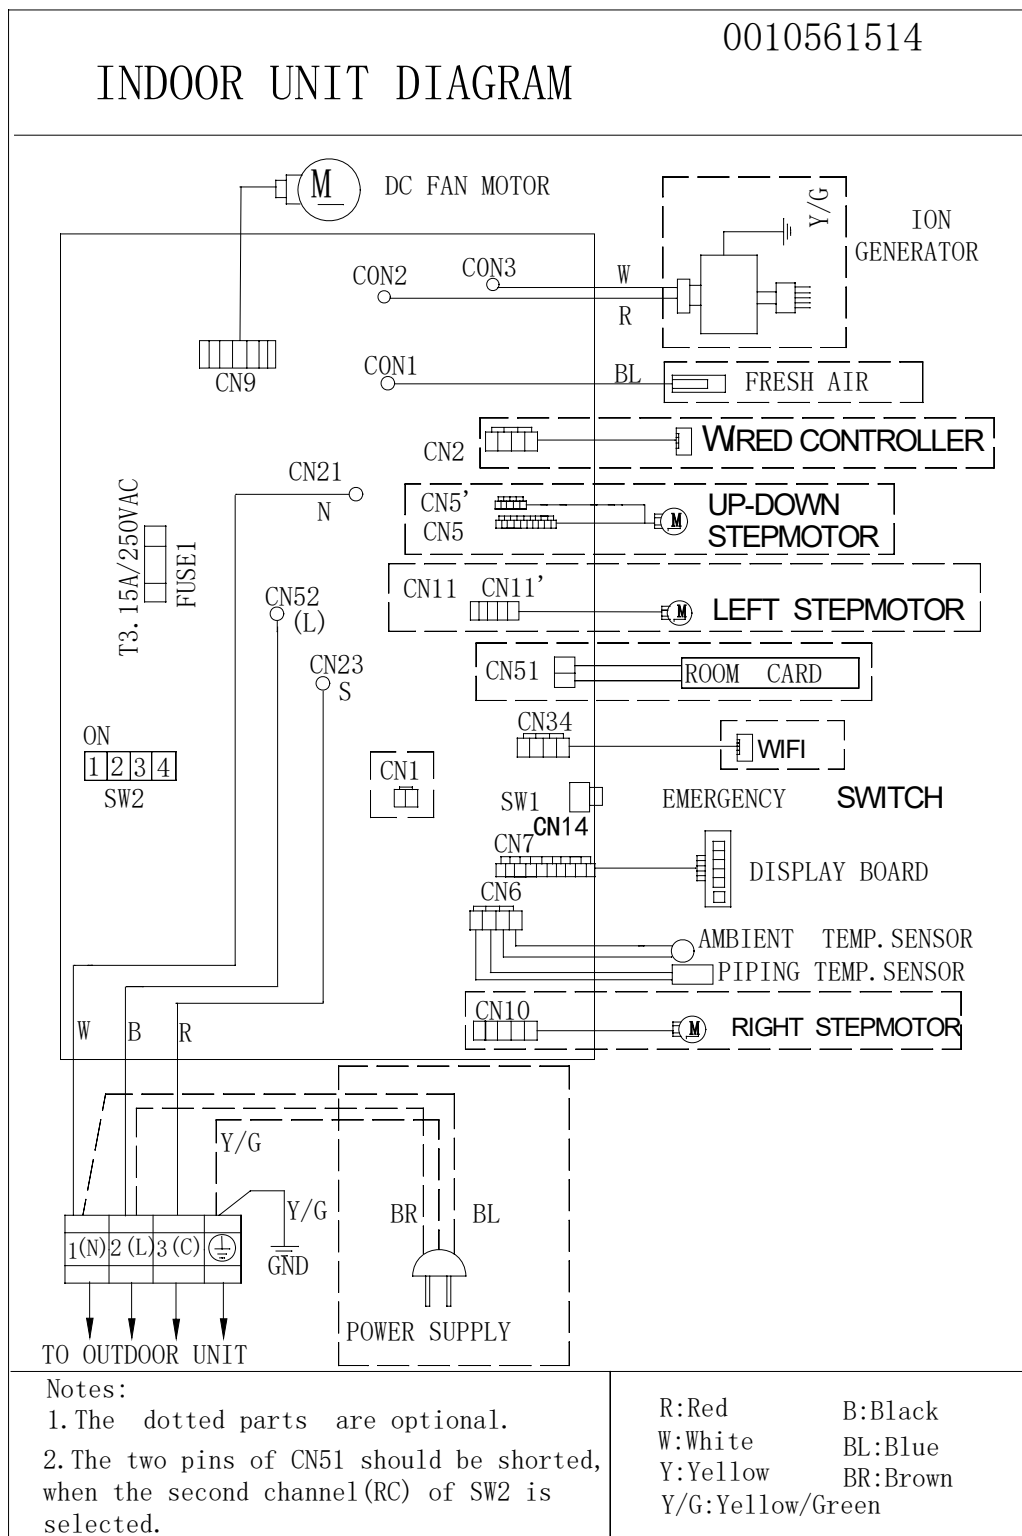 0010561514
INDOOR UNIT DIAGRAM
M
DC FAN MOTOR
Y/G
ION
GENERATOR
CON2
CON3
W
R
CN9
CON1
BL
FRESH AIR
CN2
WIRED CONTROLLER
CN21
N
CN5'
CN5
M
UP-DOWN
STEPMOTOR
T3.15A/250VAC
FUSE1
CN11
CN11'
M
LEFT STEPMOTOR
CN52
(L)
CN23
S
CN51
ROOM CARD
ON
1 2 3 4
SW2
CN34
WIFI
CN1
SW1
EMERGENCY SWITCH
CN14
CN7
DISPLAY BOARD
CN6
AMBIENT TEMP.SENSOR
PIPING TEMP.SENSOR
CN10
M
RIGHT STEPMOTOR
W
B
R
Y/G
Y/G
BR
BL
1(N) 2(L) 3(C)
GND
POWER SUPPLY
TO OUTDOOR UNIT
Notes:
1.The dotted parts are optional.
2.The two pins of CN51 should be shorted,
when the second channel(RC) of SW2 is
selected.
R:Red
B:Black
W:White
BL:Blue
Y:Yellow
BR:Brown
Y/G:Yellow/Green